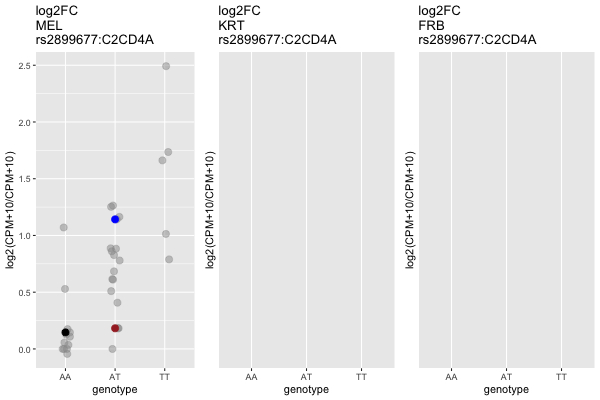 log2FC
MEL
rs2899677:C2CD4A
log2(CPM+10/CPM+10)
2.5
2.0
1.5
1.0
0.5
0.0
AA
AT
TT
genotype
log2FC
KRT
rs2899677:C2CD4A
log2(CPM+10/CPM+10)
AA
AT
TT
genotype
log2FC
FRB
rs2899677:C2CD4A
log2(CPM+10/CPM+10)
AA
AT
TT
genotype